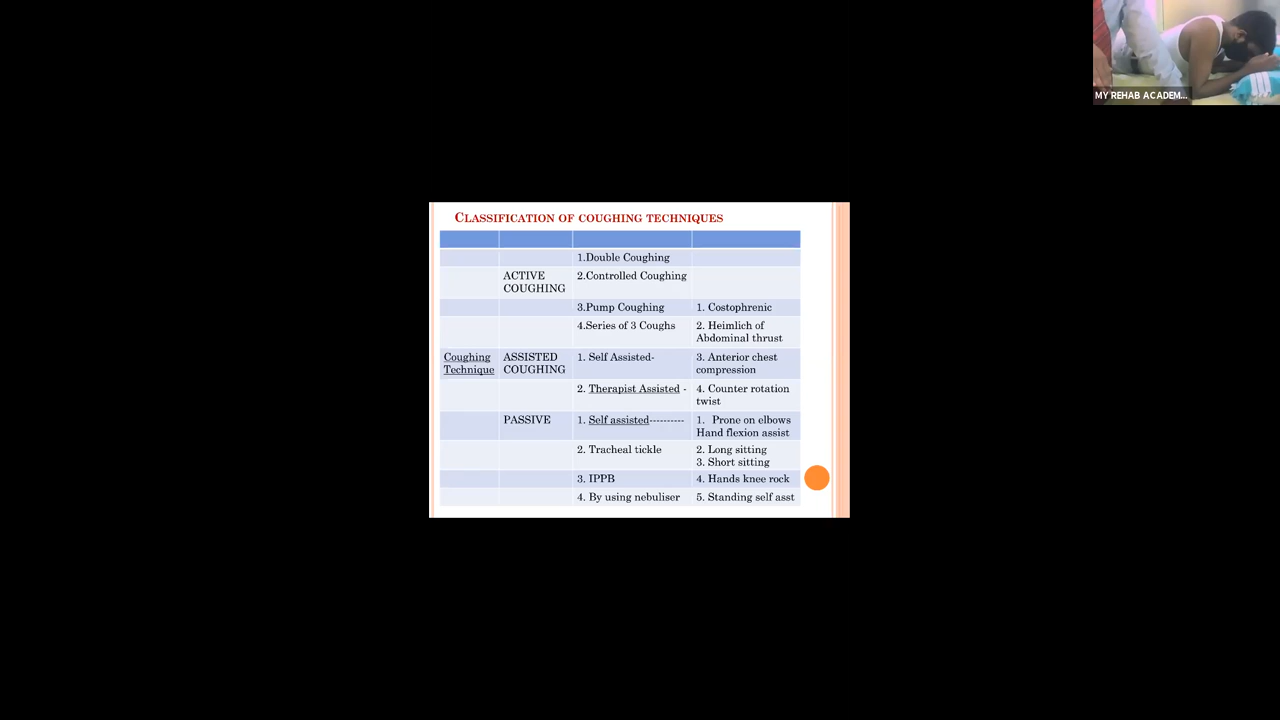 MY REHAB ACADEM...
CLASSIFICATION OF COUGHING TECHNIQUES
1.Double Coughing
ACTIVE
COUGHING
2.Controlled Coughing
3.Pump Coughing
1. Costophrenic
4.Series of 3 Coughs
2. Heimlich of
Abdominal thrust
Coughing
Technique
ASSISTED
COUGHING
1. Self Assisted-
3. Anterior chest
compression
2. Therapist Assisted -
4. Counter rotation
twist
PASSIVE
1. Self assisted----------
1. Prone on elbows
Hand flexion assist
2. Tracheal tickle
2. Long sitting
3. Short sitting
3. IPPB
4. Hands knee rock
4. By using nebuliser
5. Standing self asst